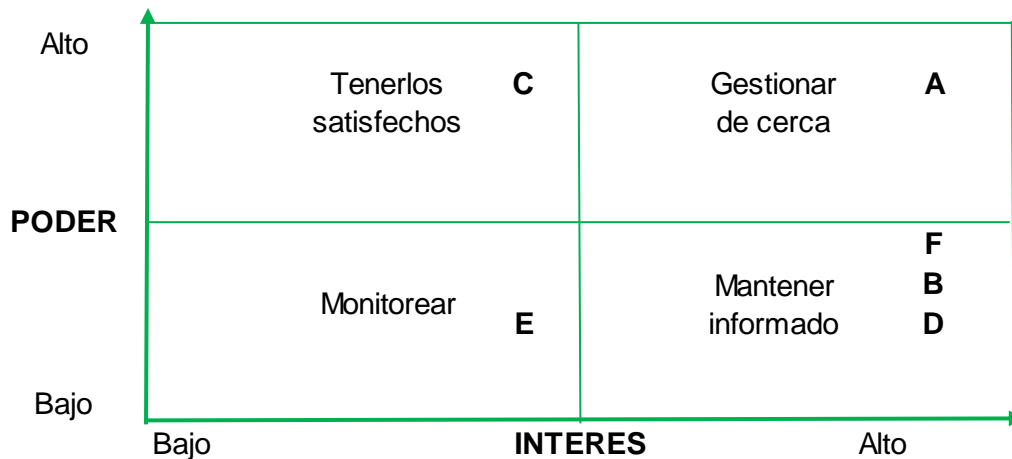 Alto
Tenerlos C Gestionar A
satisfechos de cerca
PODER
F
Mantener B
Monitorear
informado D
E
Bajo
Bajo INTERES Alto